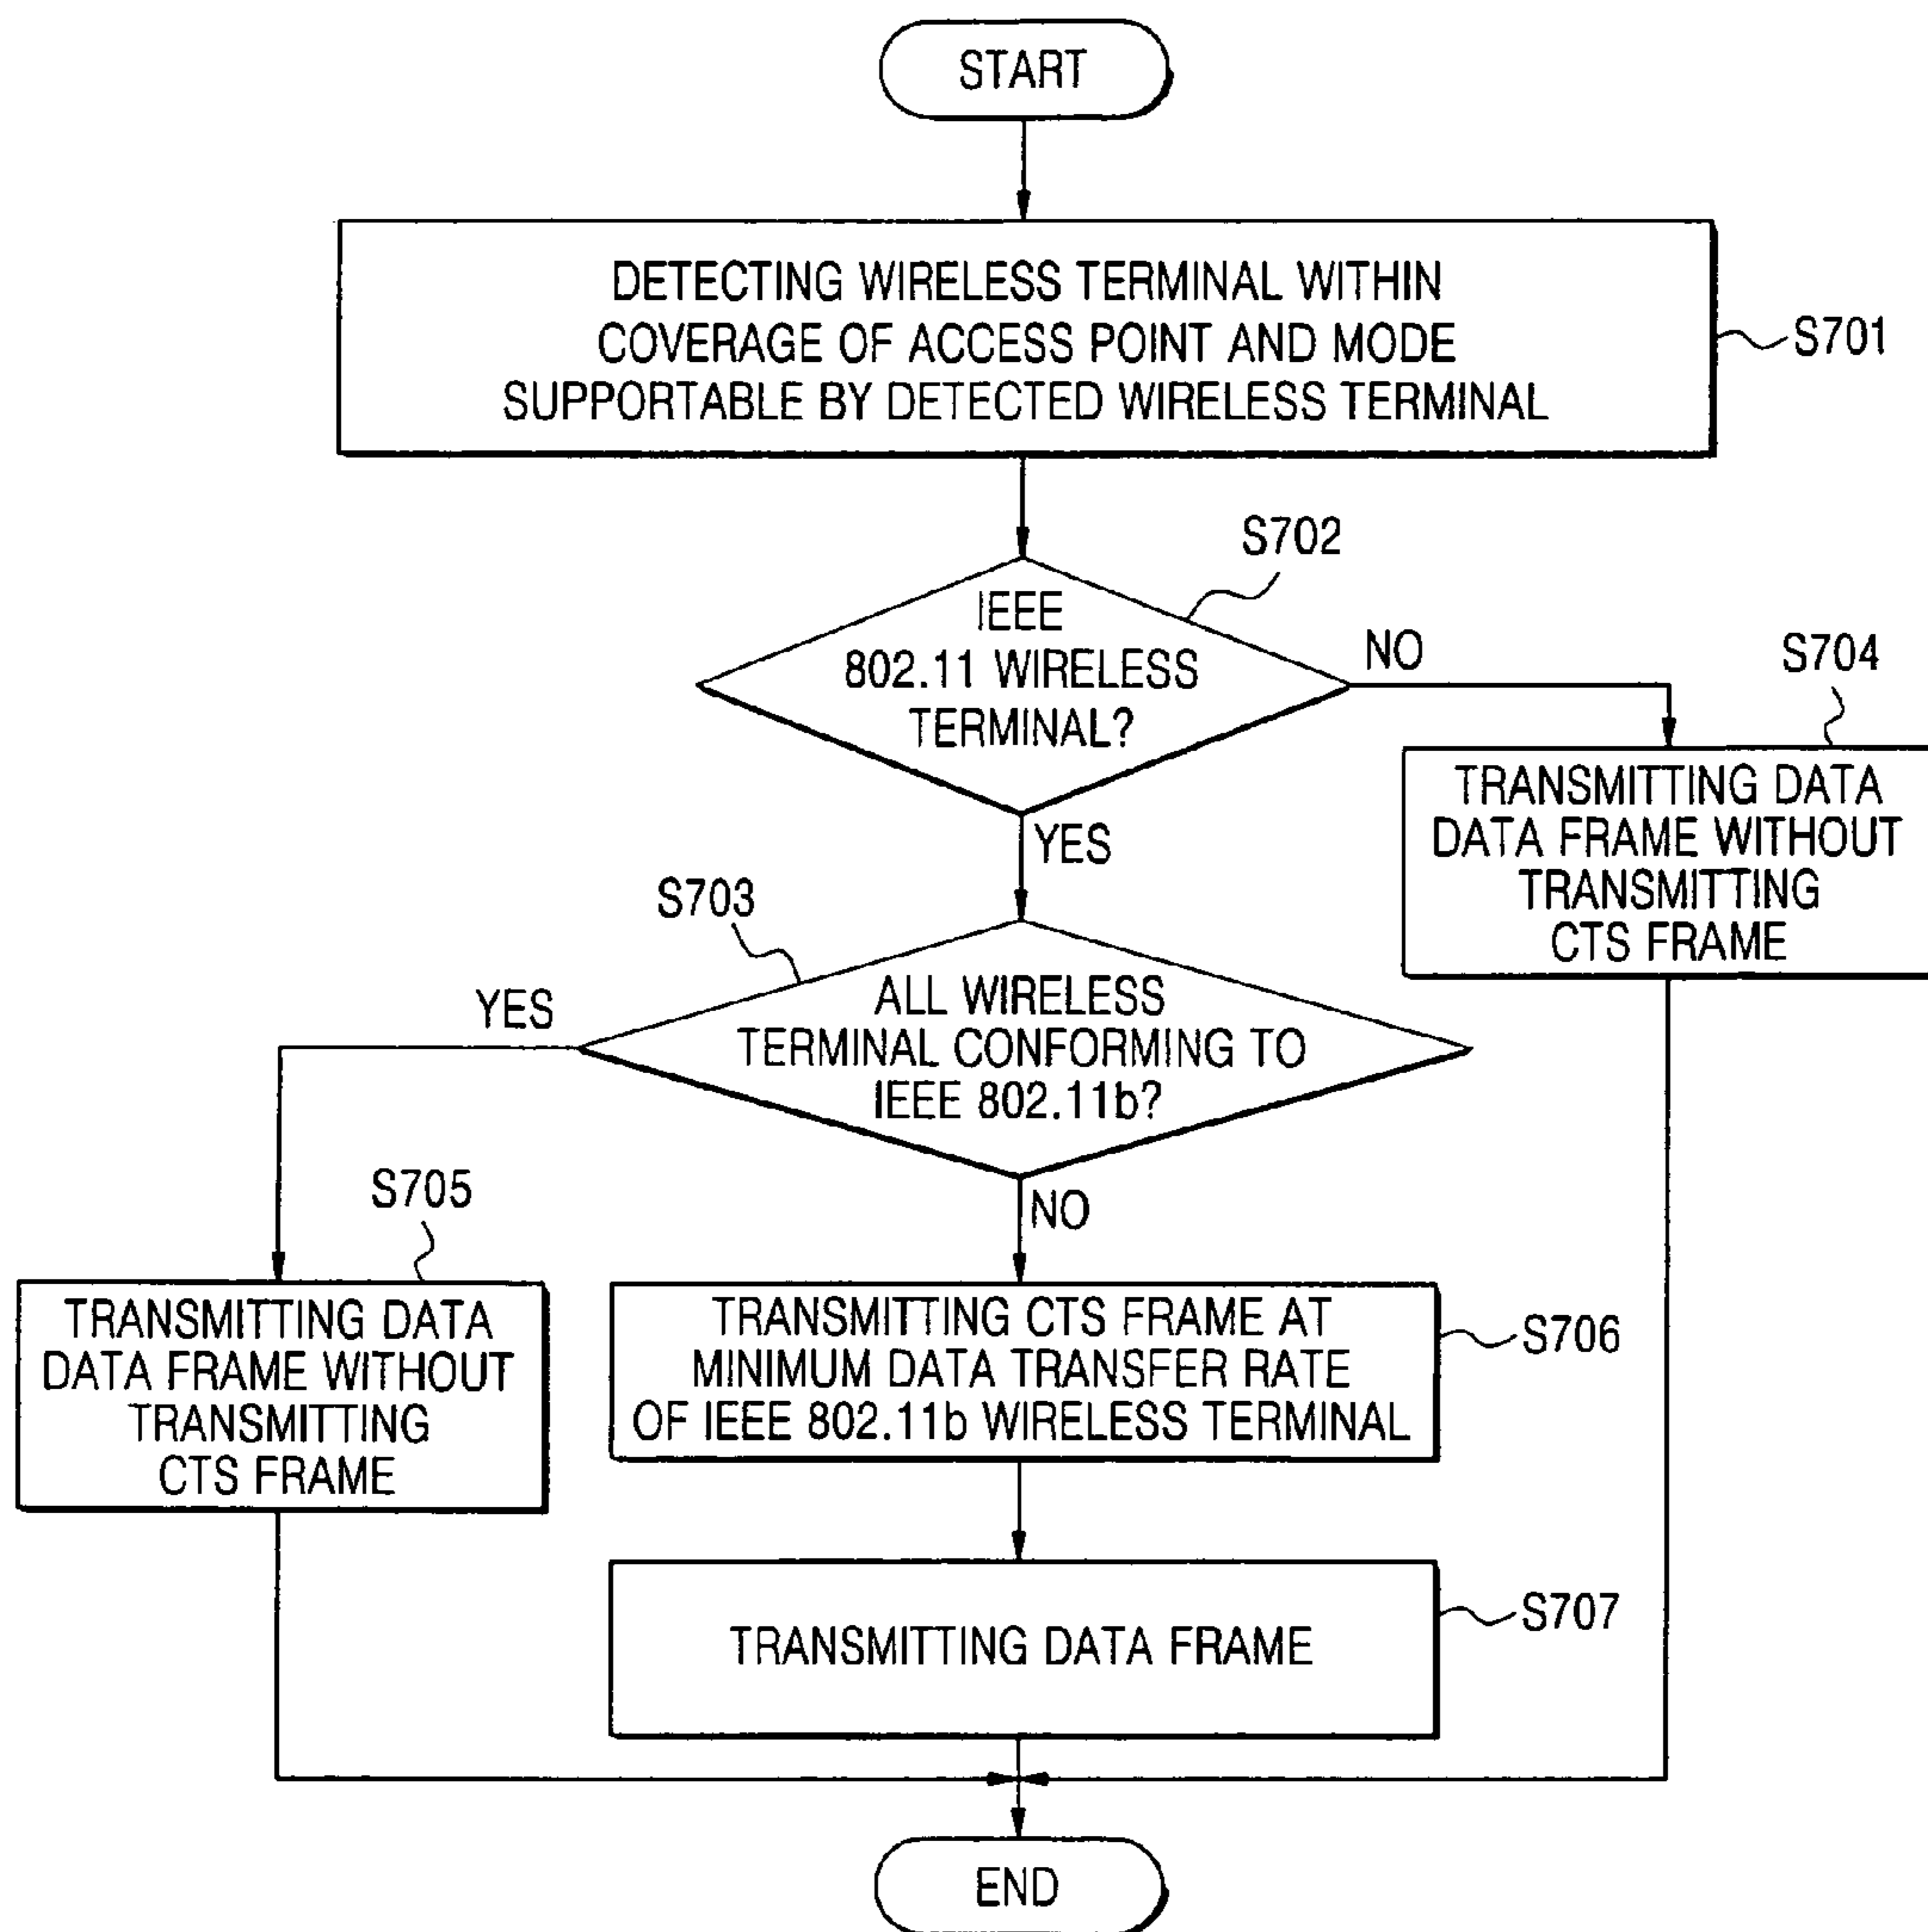 START
DETECTING WIRELESS TERMINAL WITHIN
COVERAGE OF ACCESS POINT AND MODE
SUPPORTABLE BY DETECTED WIRELESS TERMINAL
S701
S702
IEEE
802.11 WIRELESS
TERMINAL?
NO
YES
S704
TRANSMITTING DATA
DATA FRAME WITHOUT
TRANSMITTING
CTS FRAME
S703
ALL WIRELESS
TERMINAL CONFORMING TO
IEEE 802.11b?
YES
NO
S705
TRANSMITTING DATA
DATA FRAME WITHOUT
TRANSMITTING
CTS FRAME
TRANSMITTING CTS FRAME AT
MINIMUM DATA TRANSFER RATE
OF IEEE 802.11b WIRELESS TERMINAL
S706
TRANSMITTING DATA FRAME
S707
END